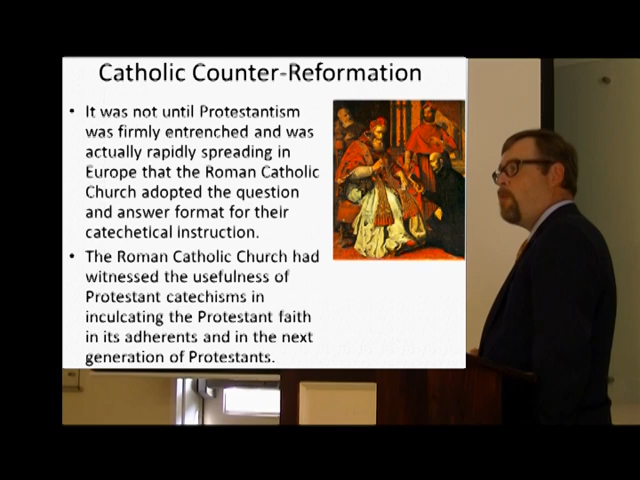 Catholic Counter-Reformation
• It was not until Protestantism
was firmly entrenched and was
actually rapidly spreading in
Europe that the Roman Catholic
Church adopted the question
and answer format for their
catechetical instruction.
• The Roman Catholic Church had
witnessed the usefulness of
Protestant catechisms in
inculcating the Protestant faith
in its adherents and in the next
generation of Protestants.